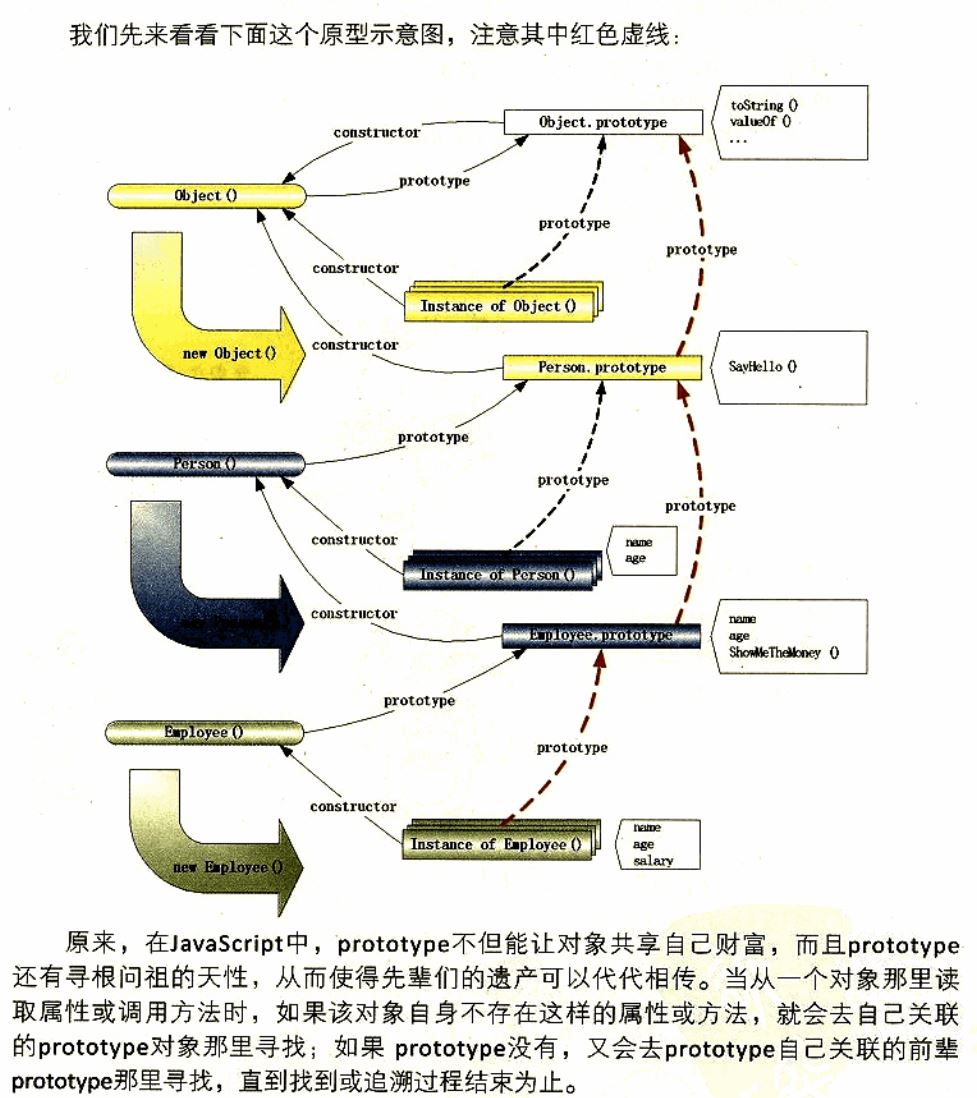 我们先来看看下面这个原型示意图，注意其中红色虚线：
Object.prototype
toString()
valueOf()
...
constructor
prototype
Object()
prototype
prototype
constructor
Instance of Object()
new Object()
constructor
Person.prototype
SayHello()
prototype
Person()
prototype
prototype
constructor
Instance of Person()
name
age
constructor
Employee.prototype
name
age
ShowMeTheMoney ()
prototype
Employee()
prototype
constructor
Instance of Employee()
name
age
salary
new Employee()
原来，在JavaScript中，prototype不但能让对象共享自己财富，而且prototype
还有寻根问祖的天性，从而使得先辈们的遗产可以代代相传。当从一个对象那里读
取属性或调用方法时，如果该对象自身不存在这样的属性或方法，就会去自己关联
的prototype对象那里寻找；如果 prototype没有，又会去prototype自己关联的前辈
prototype那里寻找，直到找到或追溯过程结束为止。